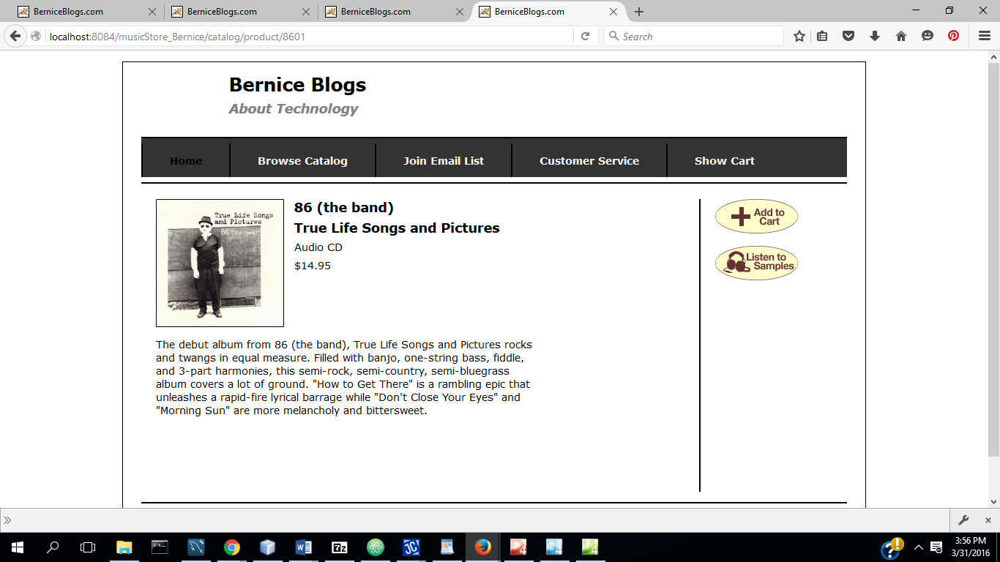 BerniceBlogs.com
BerniceBlogs.com
BerniceBlogs.com
BerniceBlogs.com
localhost:8084/musicStore_Bernice/catalog/product/8601
Search
Bernice Blogs
About Technology
Home
Browse Catalog
Join Email List
Customer Service
Show Cart
True Life Songs
and Pictures
86 (the band)
86 (the band)
True Life Songs and Pictures
Audio CD
$14.95
Add to
Cart
Listen to
Samples
The debut album from 86 (the band), True Life Songs and Pictures rocks
and twangs in equal measure. Filled with banjo, one-string bass, fiddle,
and 3-part harmonies, this semi-rock, semi-country, semi-bluegrass
album covers a lot of ground. "How to Get There" is a rambling epic that
unleashes a rapid-fire lyrical barrage while "Don't Close Your Eyes" and
"Morning Sun" are more melancholy and bittersweet.
3:56 PM
3/31/2016